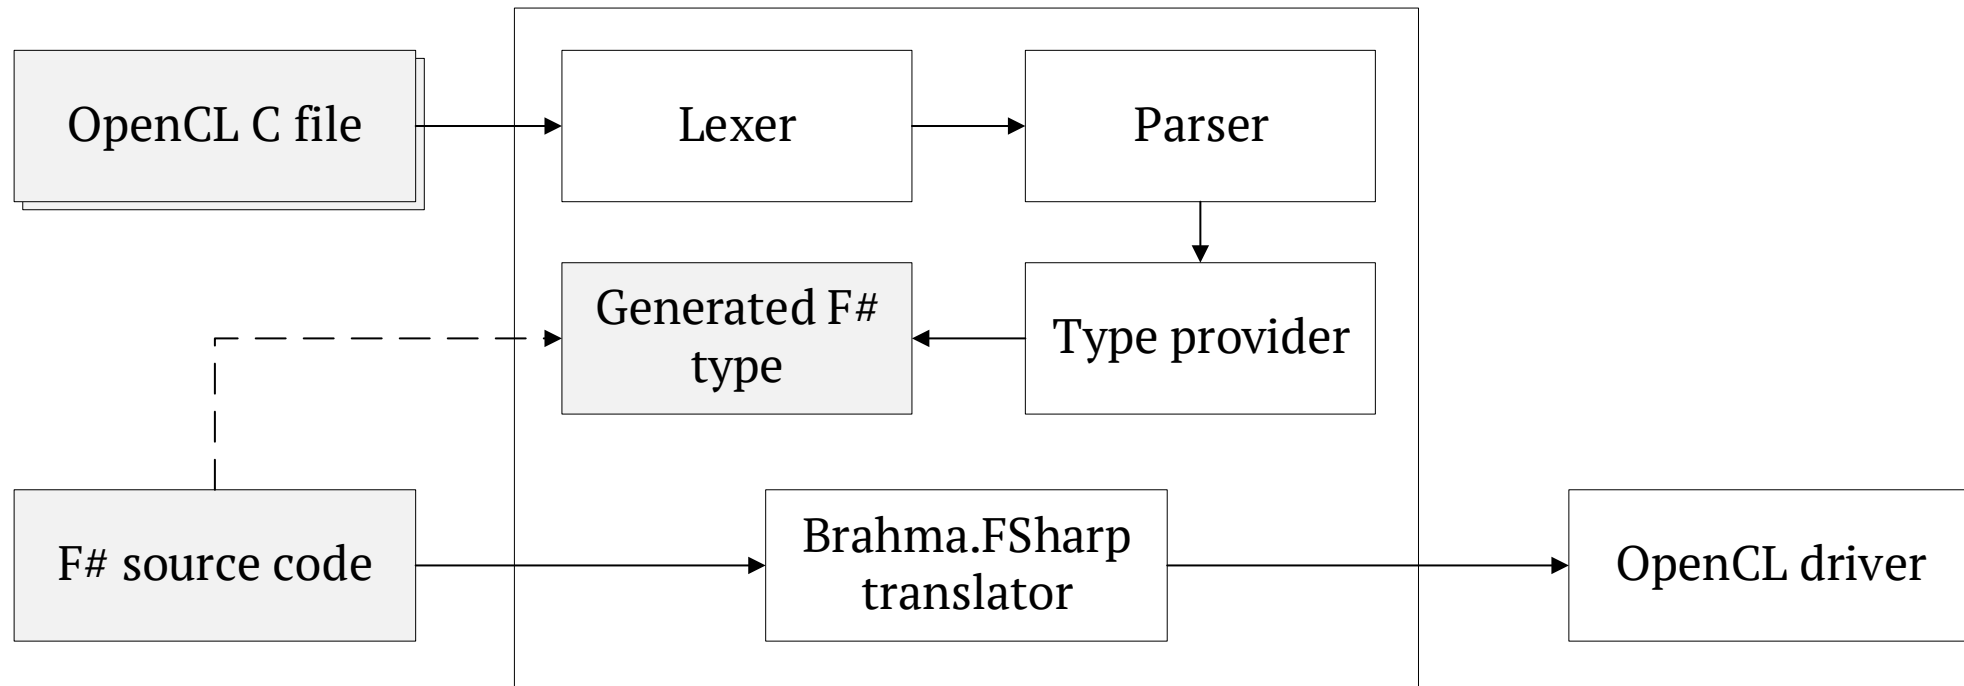 OpenCL C file
Lexer
Parser
Generated F#
type
Type provider
F# source code
Brahma.FSharp
translator
OpenCL driver